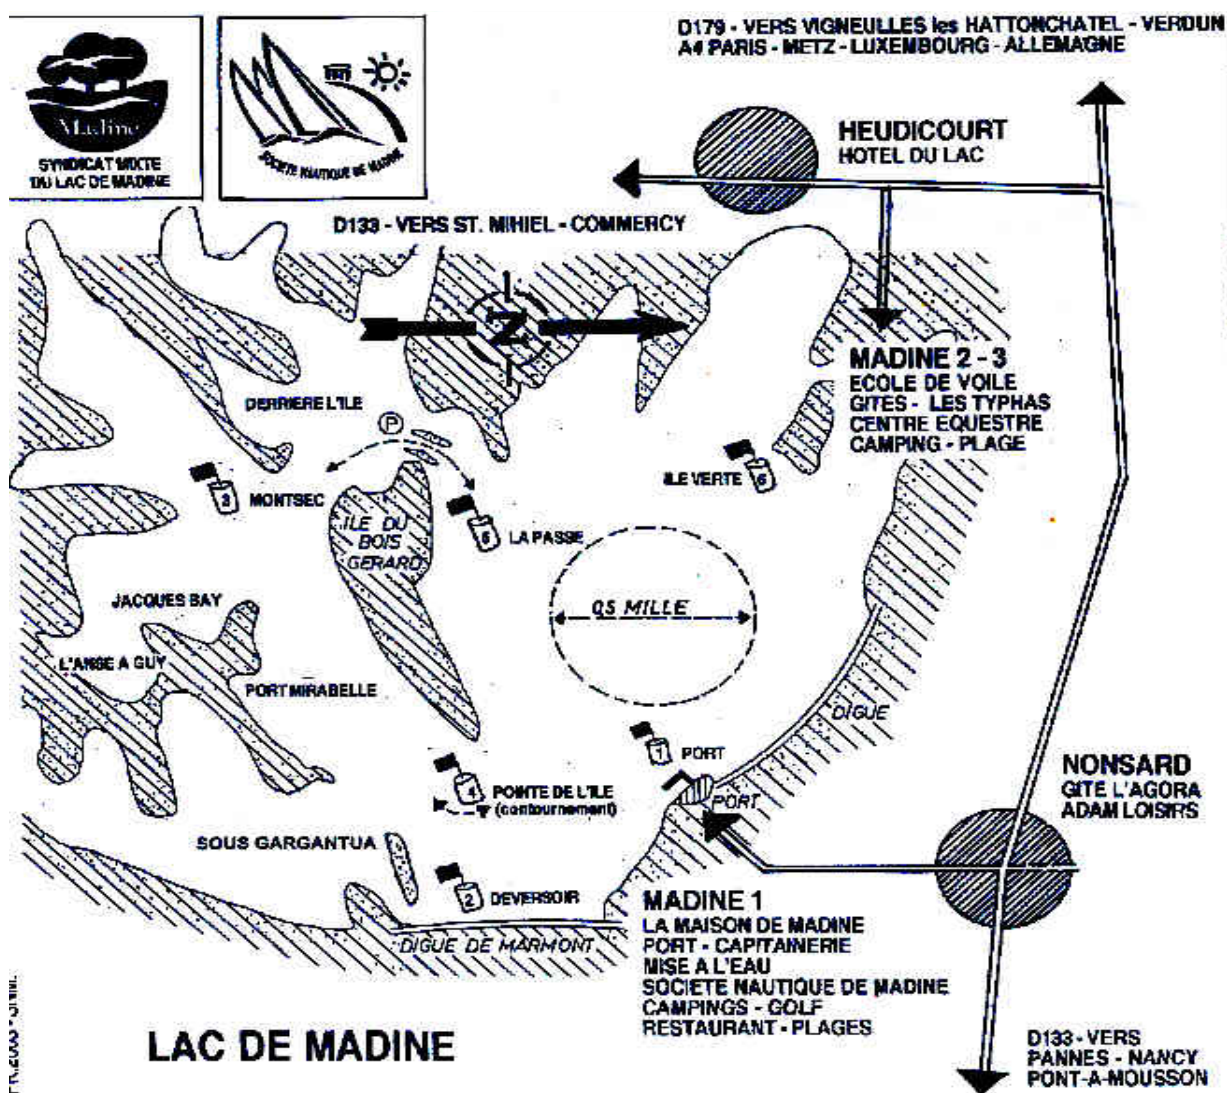 D179 - VERS VIGNEULLES les HATTONCHATEL - VERDUN
A4 PARIS - METZ - LUXEMBOURG - ALLEMAGNE
Madine
SYNDICAT MIXTE
DU LAC DE MADINE
SOCIETE NAUTIQUE DE MADINE
HEUDICOURT
HOTEL DU LAC
D133 - VERS ST. MIHIEL - COMMERCY
N
MADINE 2 - 3
ECOLE DE VOILE
GITES - LES TYPHAS
CENTRE EQUESTRE
CAMPING - PLAGE
DERRIERE L'ILE
P
3
MONTSEC
ILE DU
BOIS
GERARD
5
LA PASSE
ILE VERTE
6
0.5 MILLE
JACQUES BAY
L'ANSE A GUY
PORT MIRABELLE
DIGUE
1
PORT
PORT
4
POINTE DE L'ILE
(contournement)
NONSARD
GITE L'AGORA
ADAM LOISIRS
SOUS GARGANTUA
2
DEVERSOIR
DIGUE DE MARMONT
MADINE 1
LA MAISON DE MADINE
PORT - CAPITAINERIE
MISE A L'EAU
SOCIETE NAUTIQUE DE MADINE
CAMPINGS - GOLF
RESTAURANT - PLAGES
LAC DE MADINE
D133 - VERS
PANNES - NANCY
PONT-A-MOUSSON